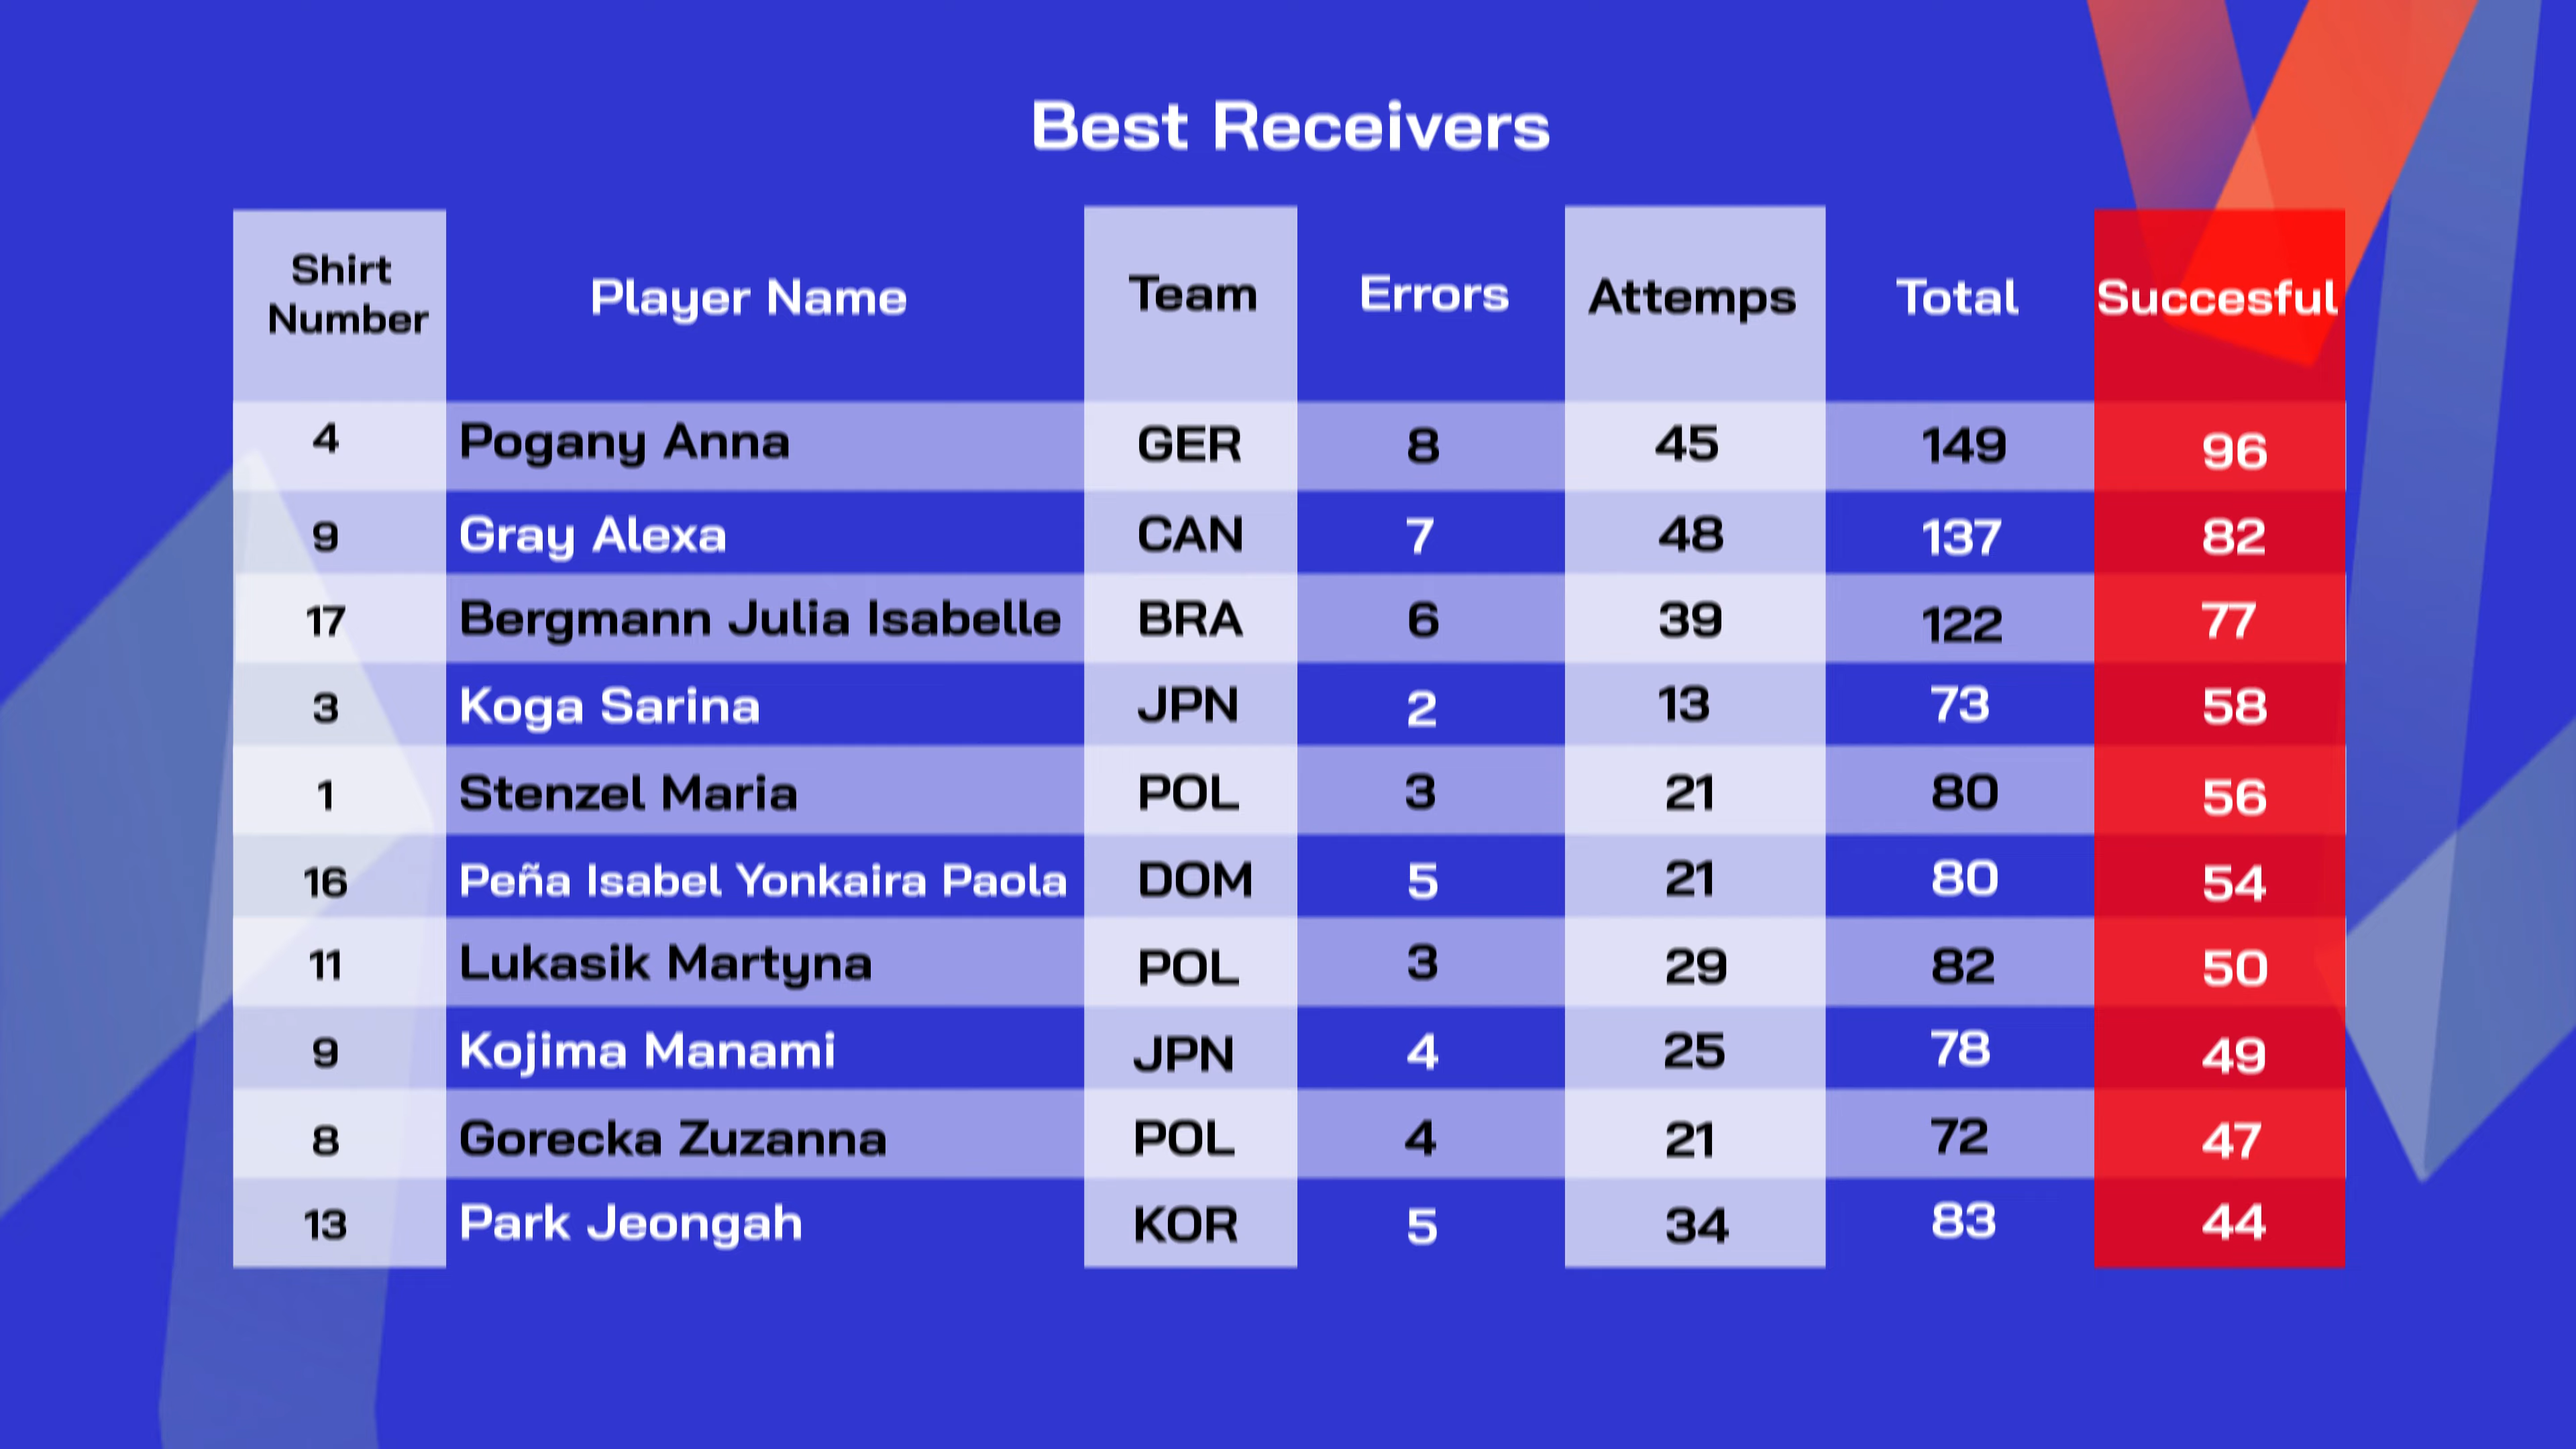 Best Receivers
Shirt Number Player Name Team Errors Attemps Total Succesful
4 Pogany Anna GER 8 45 149 96
9 Gray Alexa CAN 7 48 137 82
17 Bergmann Julia Isabelle BRA 6 39 122 77
3 Koga Sarina JPN 2 13 73 58
1 Stenzel Maria POL 3 21 80 56
16 Peña Isabel Yonkaira Paola DOM 5 21 80 54
11 Lukasik Martyna POL 3 29 82 50
9 Kojima Manami JPN 4 25 78 49
8 Gorecka Zuzanna POL 4 21 72 47
13 Park Jeongah KOR 5 34 83 44